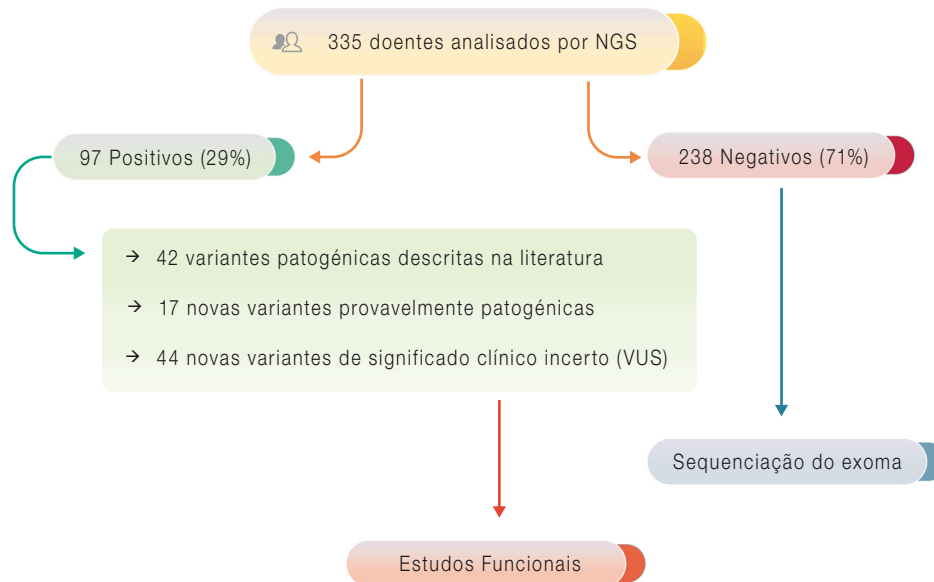 335 doentes analisados por NGS
97 Positivos (29%)
238 Negativos (71%)
→ 42 variantes patogénicas descritas na literatura
→ 17 novas variantes provavelmente patogénicas
→ 44 novas variantes de significado clínico incerto (VUS)
Sequenciação do exoma
Estudos Funcionais